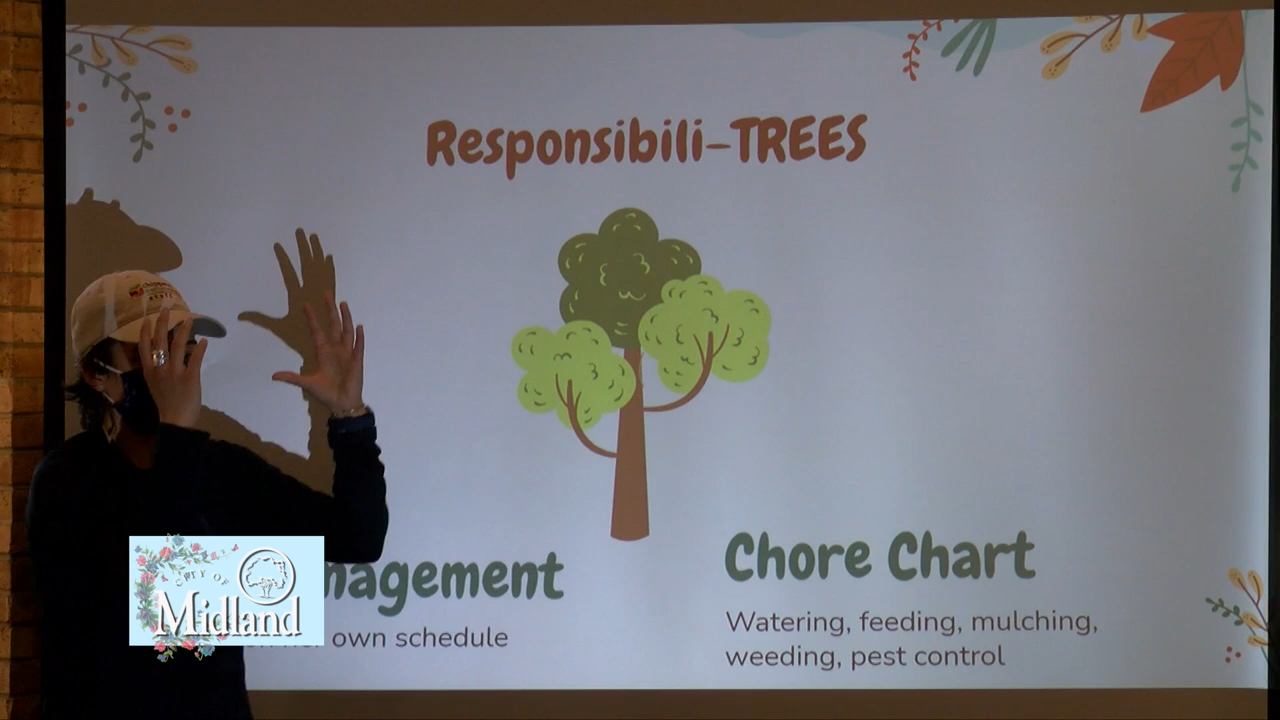 Responsibili-TREES
nagement
own schedule
Chore Chart
Watering, feeding, mulching,
weeding, pest control
CITY OF
Midland